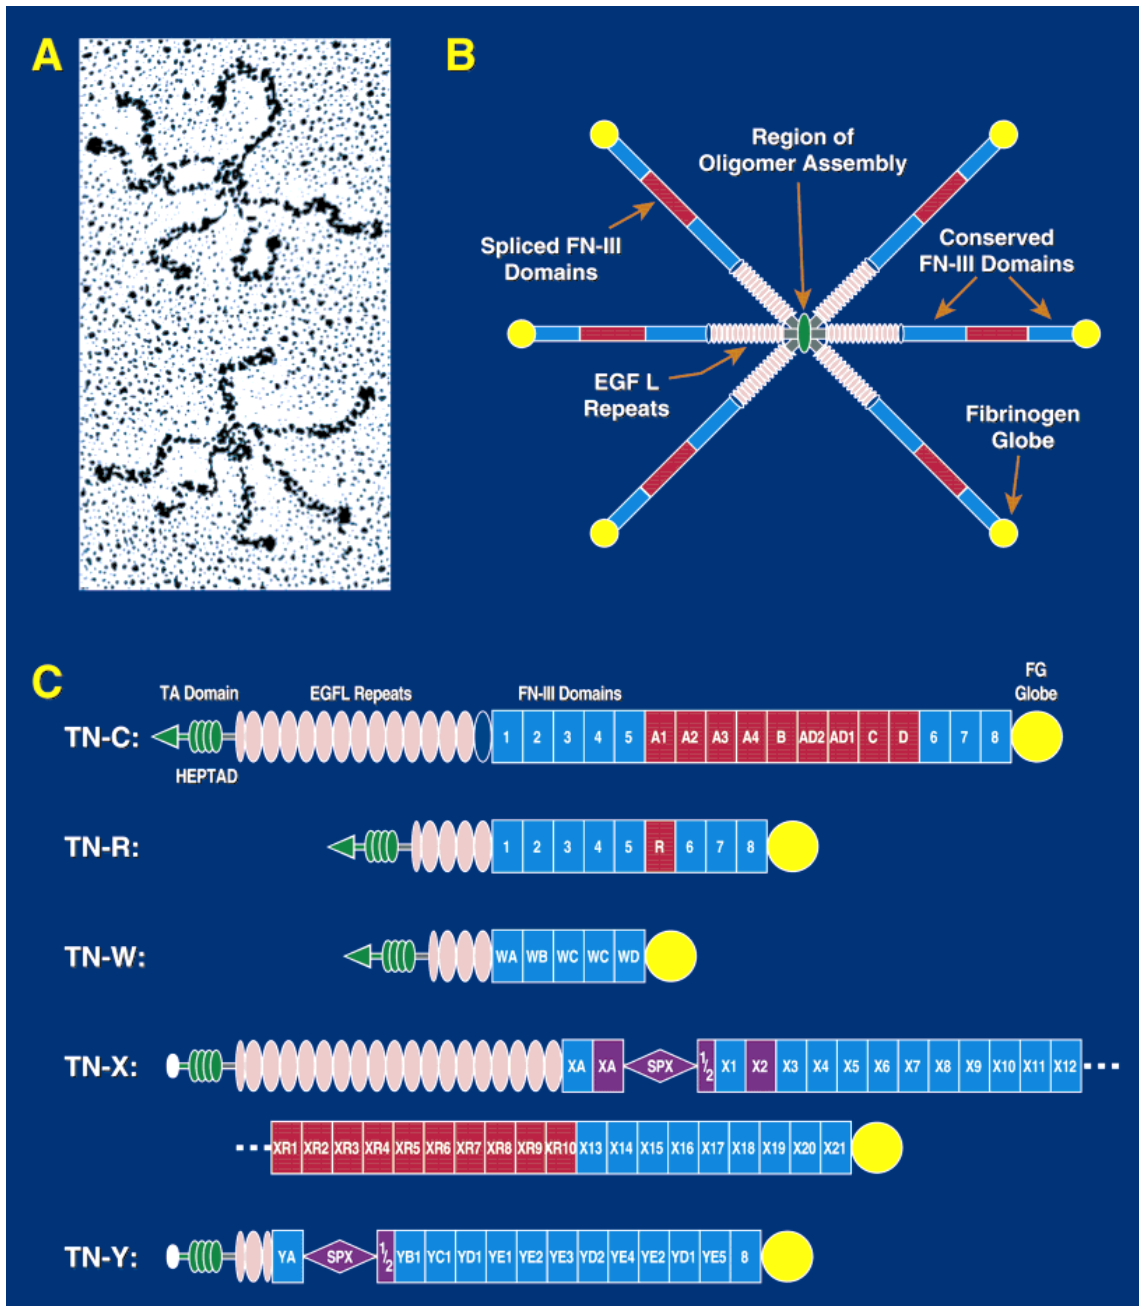 A
B
Region of
Oligomer Assembly
Spliced FN-III
Domains
Conserved
FN-III Domains
EGF L
Repeats
Fibrinogen
Globe
C
TA Domain
EGFL Repeats
FN-III Domains
FG
Globe
TN-C:
1 2 3 4 5 A1 A2 A3 A4 B AD2 AD1 C D 6 7 8
HEPTAD
TN-R:
1 2 3 4 5 R 6 7 8
TN-W:
WA WB WC WC WD
TN-X:
XA XA SPX 1/2 X1 X2 X3 X4 X5 X6 X7 X8 X9 X10 X11 X12
XR1 XR2 XR3 XR4 XR5 XR6 XR7 XR8 XR9 XR10 X13 X14 X15 X16 X17 X18 X19 X20 X21
TN-Y:
YA SPX 1/2 YB1 YC1 YD1 YE1 YE2 YE3 YD2 YE4 YE2 YD1 YE5 8